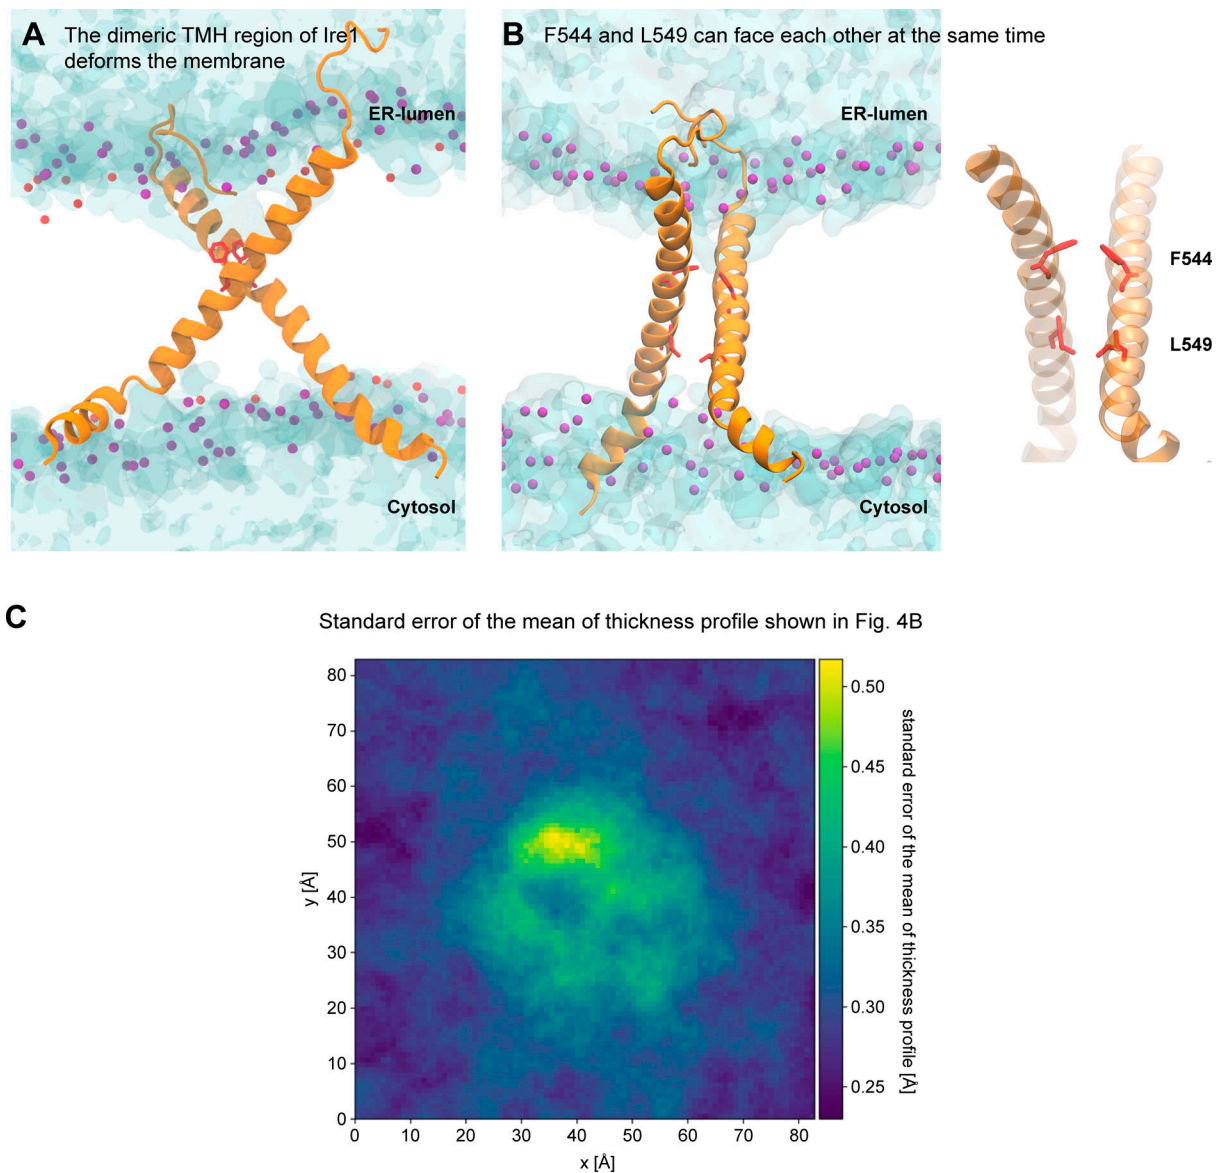 A
The dimeric TMH region of Ire1
deforms the membrane
ER-lumen
Cytosol
B
F544 and L549 can face each other at the same time
ER-lumen
Cytosol
F544
L549
C
Standard error of the mean of thickness profile shown in Fig. 4B
80
70
60
50
40
30
20
10
0
y [Å]
0
10
20
30
40
50
60
70
80
x [Å]
0.50
0.45
0.40
0.35
0.30
0.25
standard error of the mean of thickness profile [Å]